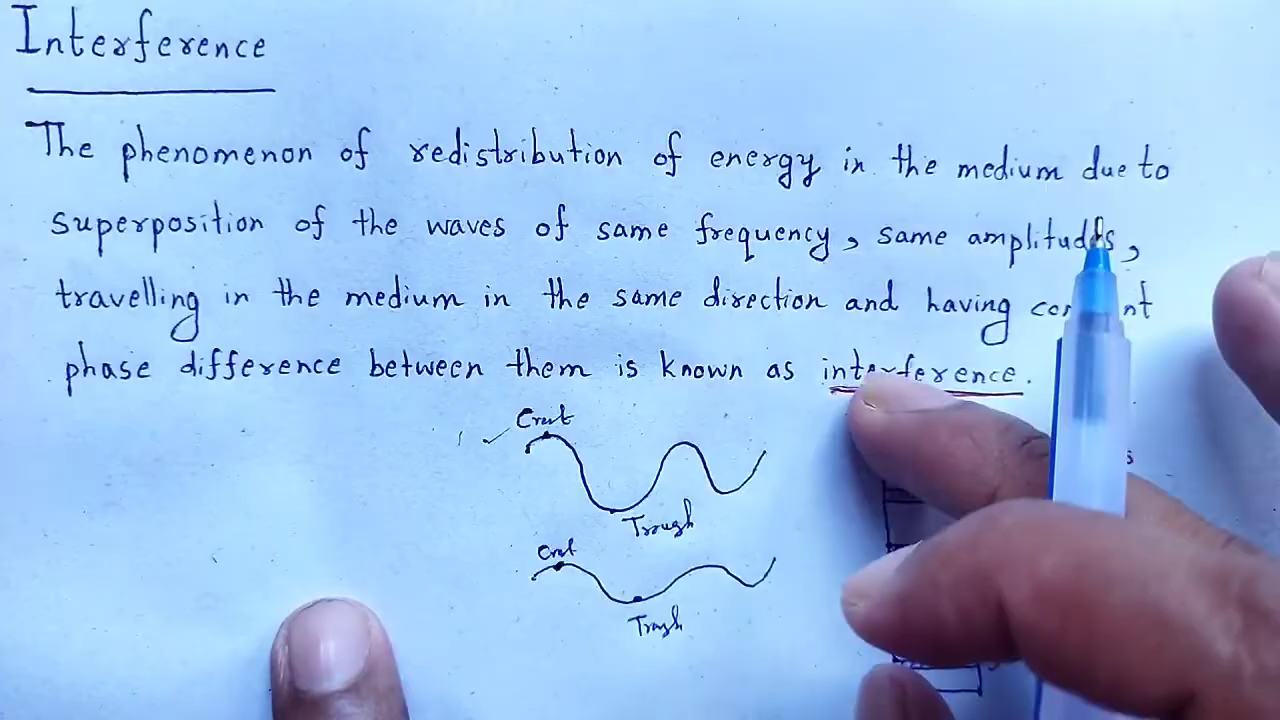 Interference
The phenomenon of redistribution of energy in the medium due to
superposition of the waves of same frequency, same amplitudes,
travelling in the medium in the same direction and having
phase difference between them is known as interference.
Crest
Trough
Crest
Trough
s